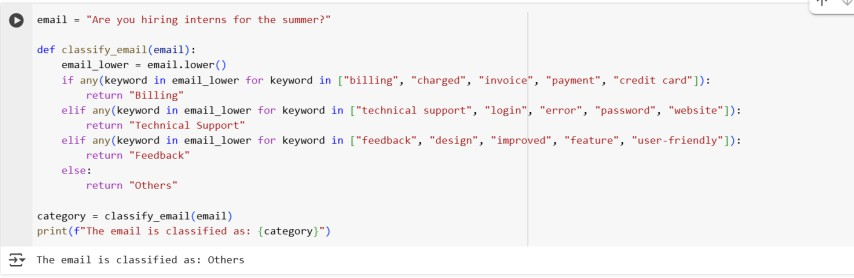 email = "Are you hiring interns for the summer?"
def classify_email(email):
    email_lower = email.lower()
    if any(keyword in email_lower for keyword in ["billing", "charged", "invoice", "payment", "credit card"]):
        return "Billing"
    elif any(keyword in email_lower for keyword in ["technical support", "login", "error", "password", "website"]):
        return "Technical Support"
    elif any(keyword in email_lower for keyword in ["feedback", "design", "improved", "feature", "user-friendly"]):
        return "Feedback"
    else:
        return "Others"
category = classify_email(email)
print(f"The email is classified as: {category}")
The email is classified as: Others